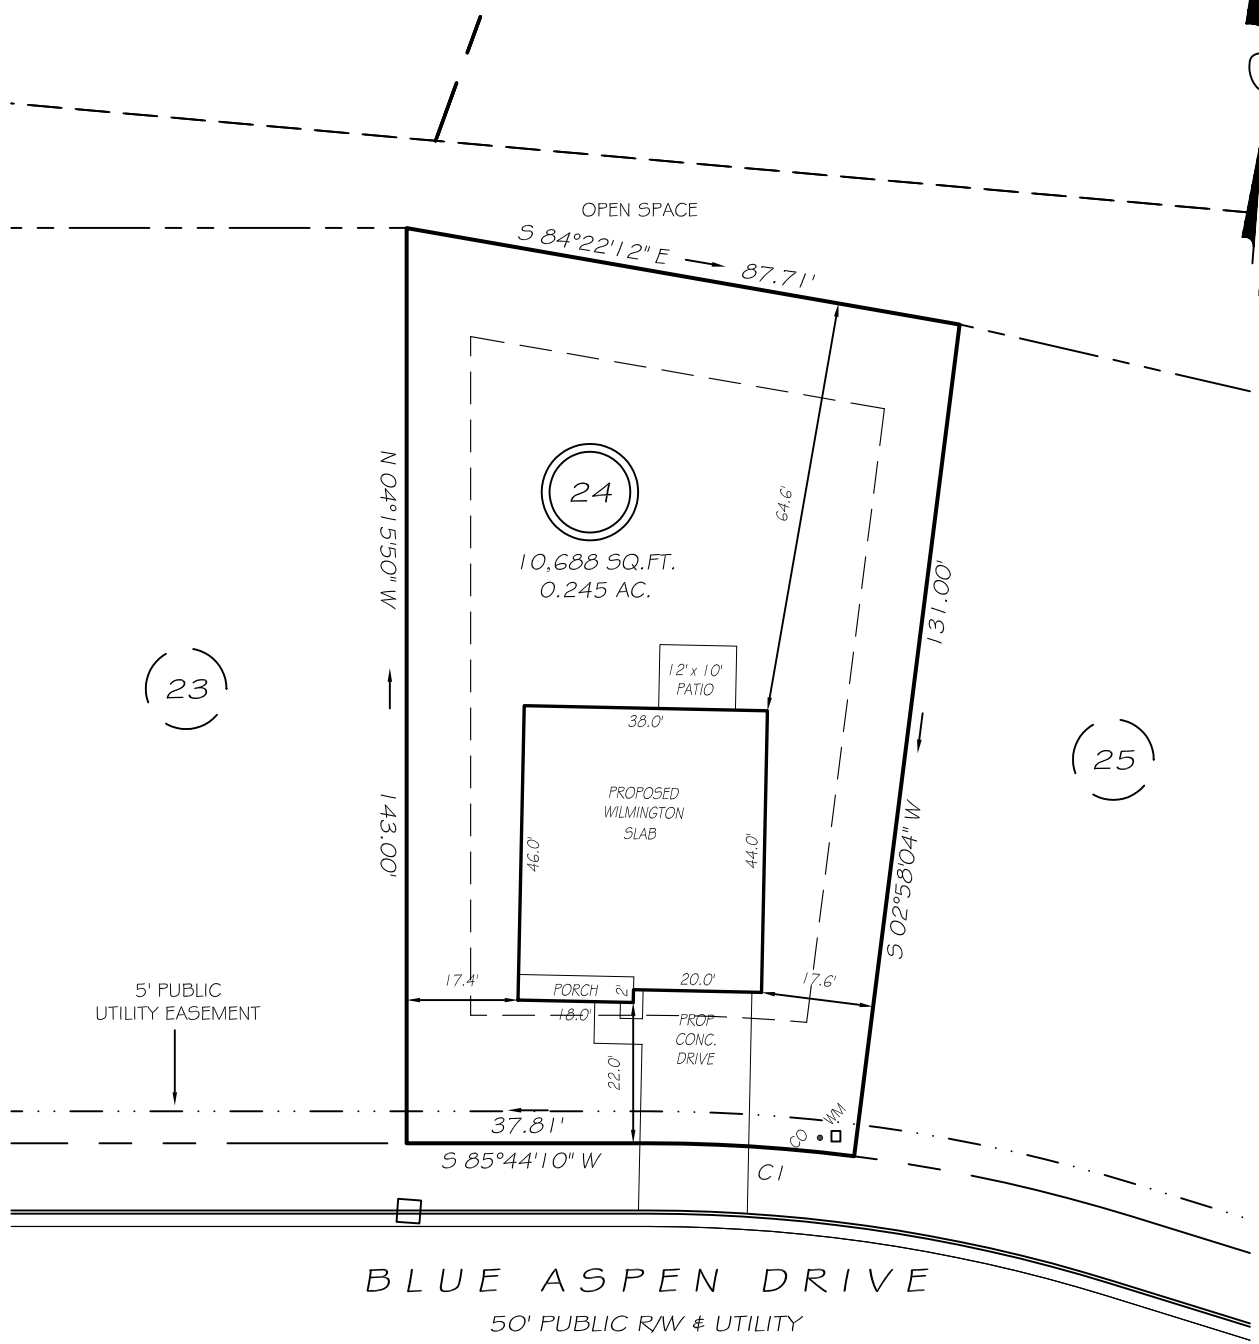 OPEN SPACE
S 84°22'12" E
87.71'
24
10,688 SQ.FT.
0.245 AC.
64.6'
N 04°15'50" W
143.00'
131.00'
S 02°58'04" W
23
25
12' x 10'
PATIO
38.0'
PROPOSED
WILMINGTON
SLAB
46.0'
44.0'
17.4'
PORCH
2'
20.0'
17.6'
18.0'
PROP
CONC.
DRIVE
22.0'
5' PUBLIC
UTILITY EASEMENT
37.81'
S 85°44'10" W
CO
WM
C1
BLUE ASPEN DRIVE
50' PUBLIC R/W & UTILITY